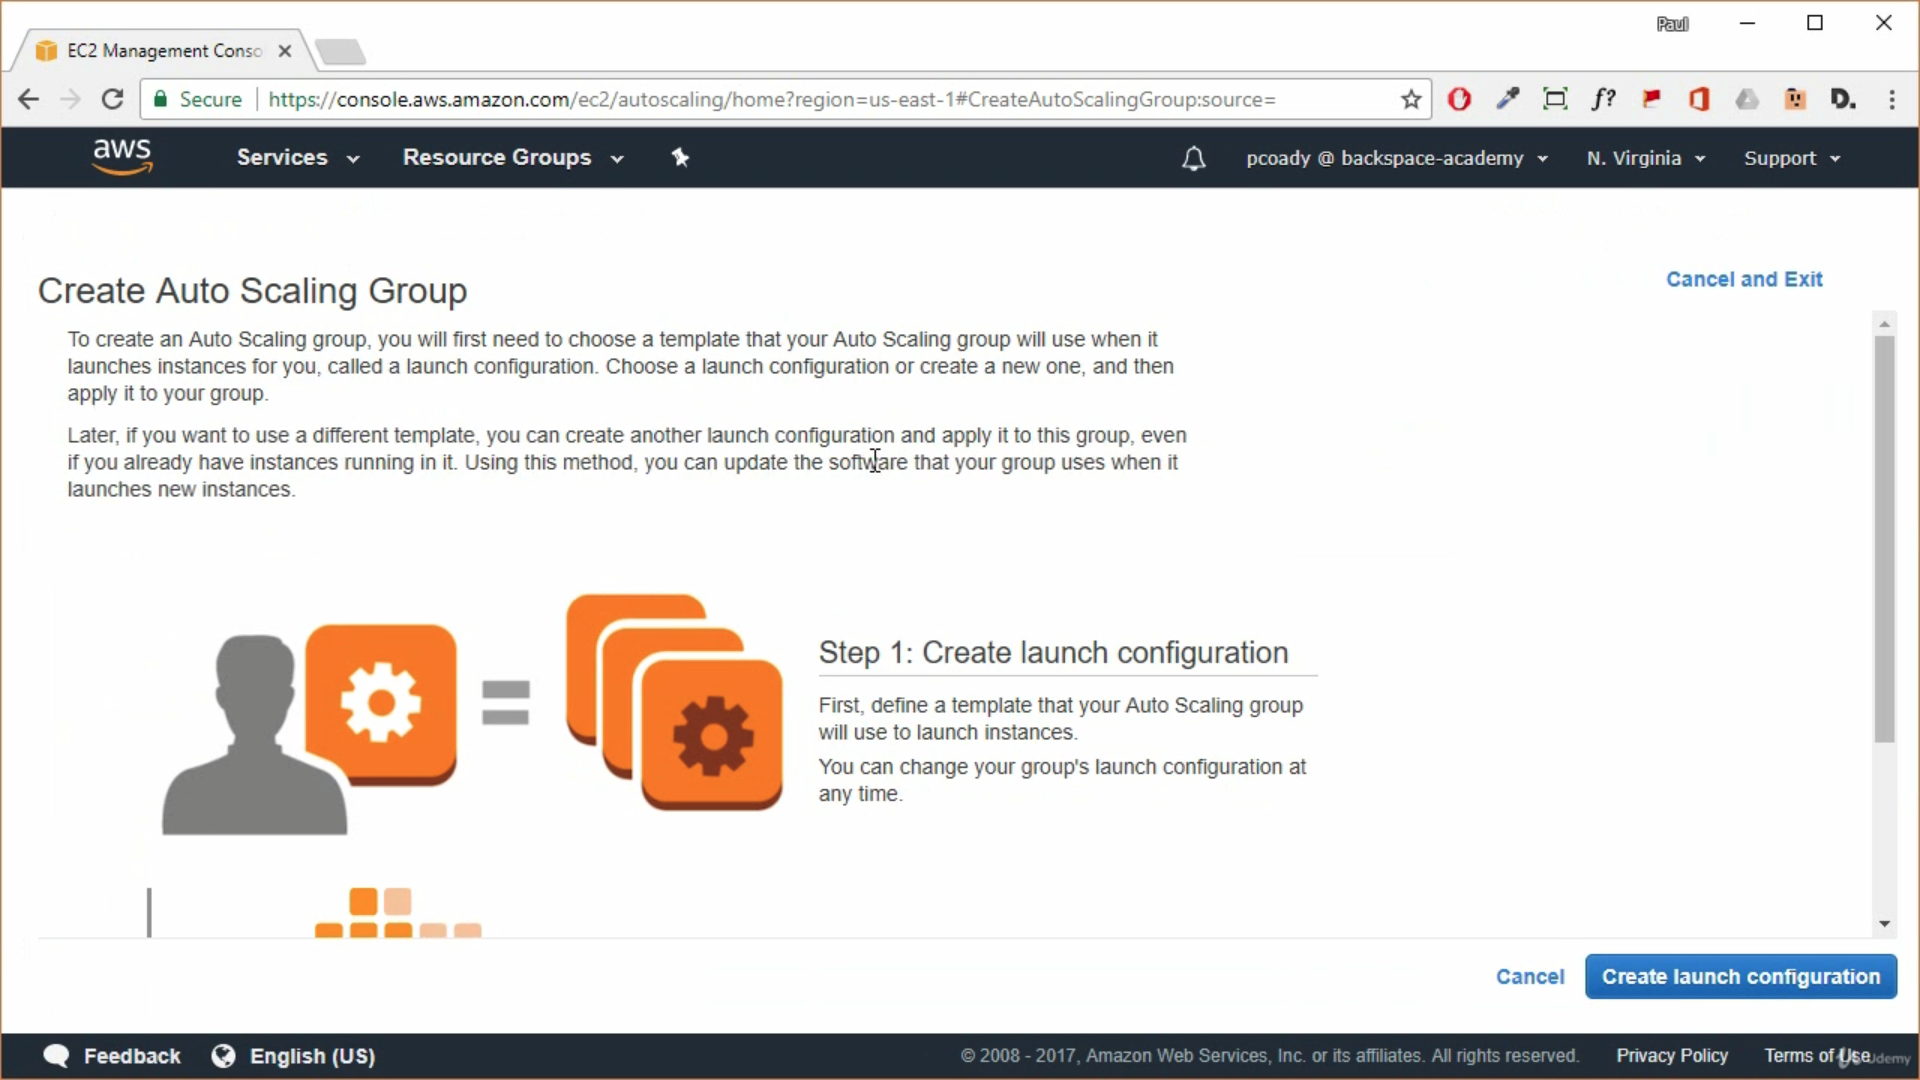 Paul
EC2 Management Conso
Secure
https://console.aws.amazon.com/ec2/autoscaling/home?region=us-east-1#CreateAutoScalingGroup:source=
f?
D.
aws
Services
Resource Groups
pcoady @ backspace-academy
N. Virginia
Support
Create Auto Scaling Group
Cancel and Exit
To create an Auto Scaling group, you will first need to choose a template that your Auto Scaling group will use when it
launches instances for you, called a launch configuration. Choose a launch configuration or create a new one, and then
apply it to your group.
Later, if you want to use a different template, you can create another launch configuration and apply it to this group, even
if you already have instances running in it. Using this method, you can update the software that your group uses when it
launches new instances.
Step 1: Create launch configuration
First, define a template that your Auto Scaling group
will use to launch instances.
You can change your group's launch configuration at
any time.
Cancel
Create launch configuration
Feedback
English (US)
© 2008 - 2017, Amazon Web Services, Inc. or its affiliates. All rights reserved.
Privacy Policy
Terms of Use
Udemy